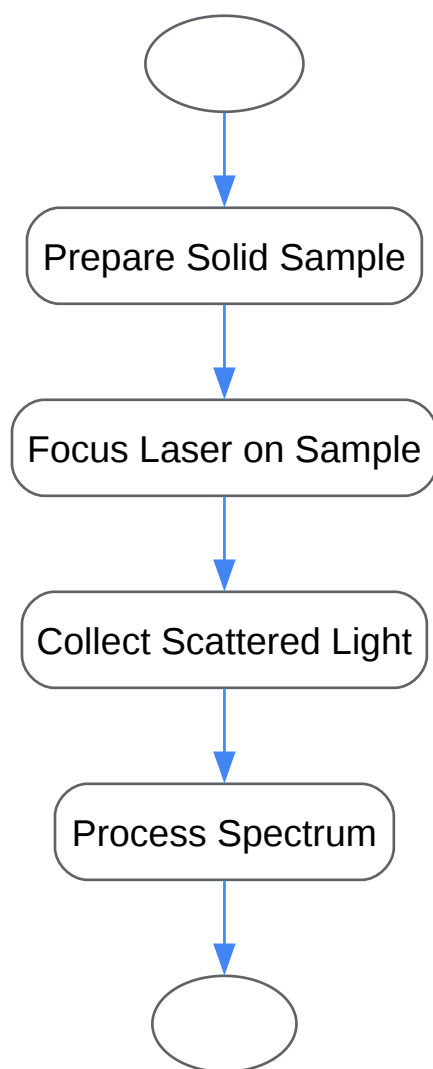 Prepare Solid Sample
Focus Laser on Sample
Collect Scattered Light
Process Spectrum